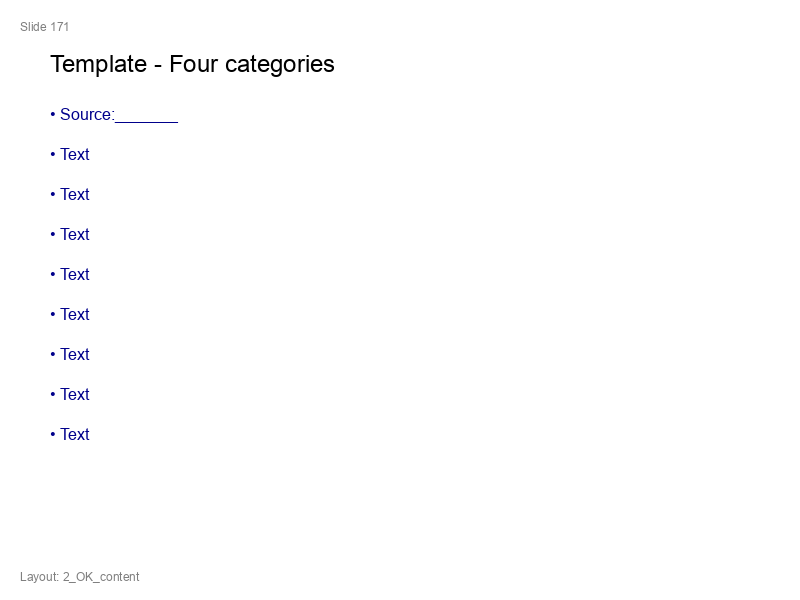 Slide 171
Template - Four categories
• Source:_______
• Text
• Text
• Text
• Text
• Text
• Text
• Text
• Text
Layout: 2_OK_content